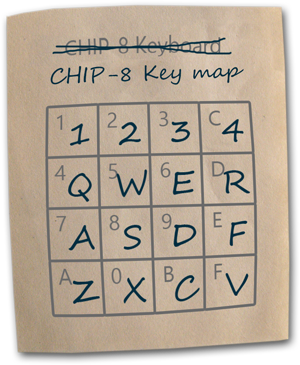 CHIP-8 Keyboard
CHIP-8 Key map
1 1 2 2 3 3 C 4
4 Q 5 W 6 E D R
7 A 8 S 9 D E F
A Z 0 X B C F V